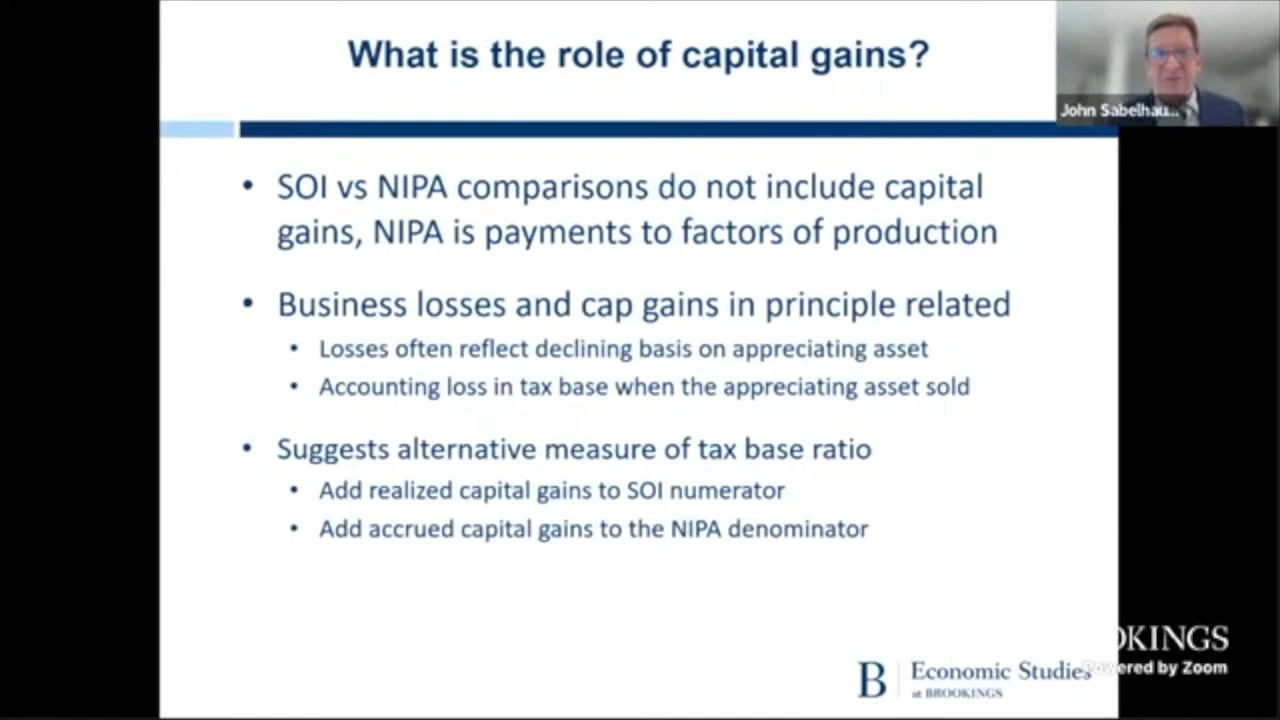 What is the role of capital gains?
John Sabelhau...
• SOI vs NIPA comparisons do not include capital
gains, NIPA is payments to factors of production
• Business losses and cap gains in principle related
• Losses often reflect declining basis on appreciating asset
• Accounting loss in tax base when the appreciating asset sold
• Suggests alternative measure of tax base ratio
• Add realized capital gains to SOI numerator
• Add accrued capital gains to the NIPA denominator
B
Economic Studies
at BROOKINGS
OKINGS
Powered by Zoom